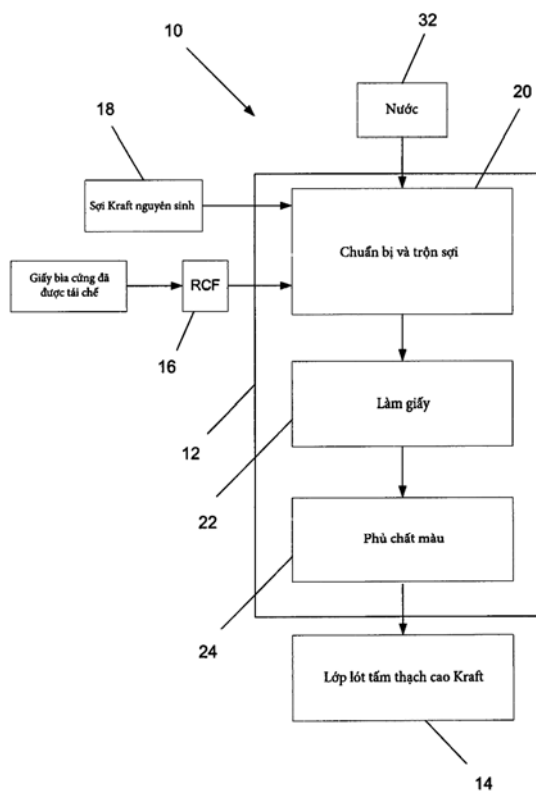 10
32
Nước
20
18
Sợi Kraft nguyên sinh
Chuẩn bị và trộn sợi
Giấy bìa cứng đã
được tái chế
RCF
16
Làm giấy
12
22
Phủ chất màu
24
Lớp lót tấm thạch cao Kraft
14